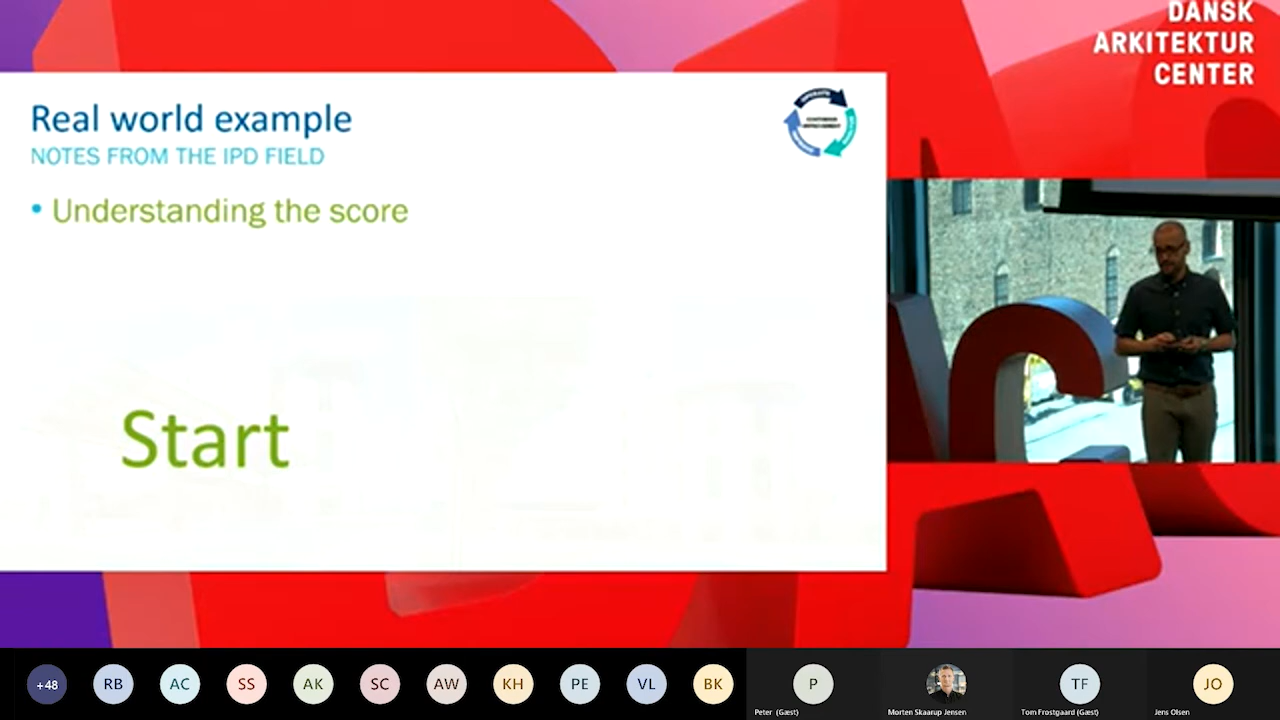 DANSK
ARKITEKTUR
CENTER
Real world example
NOTES FROM THE IPD FIELD
• Understanding the score
Start
+48
RB
AC
SS
AK
SC
AW
KH
PE
VL
BK
P
TF
JO
Peter (Gæst)
Morten Skaarup Jensen
Tom Frostgaard (Gæst)
Jens Olsen